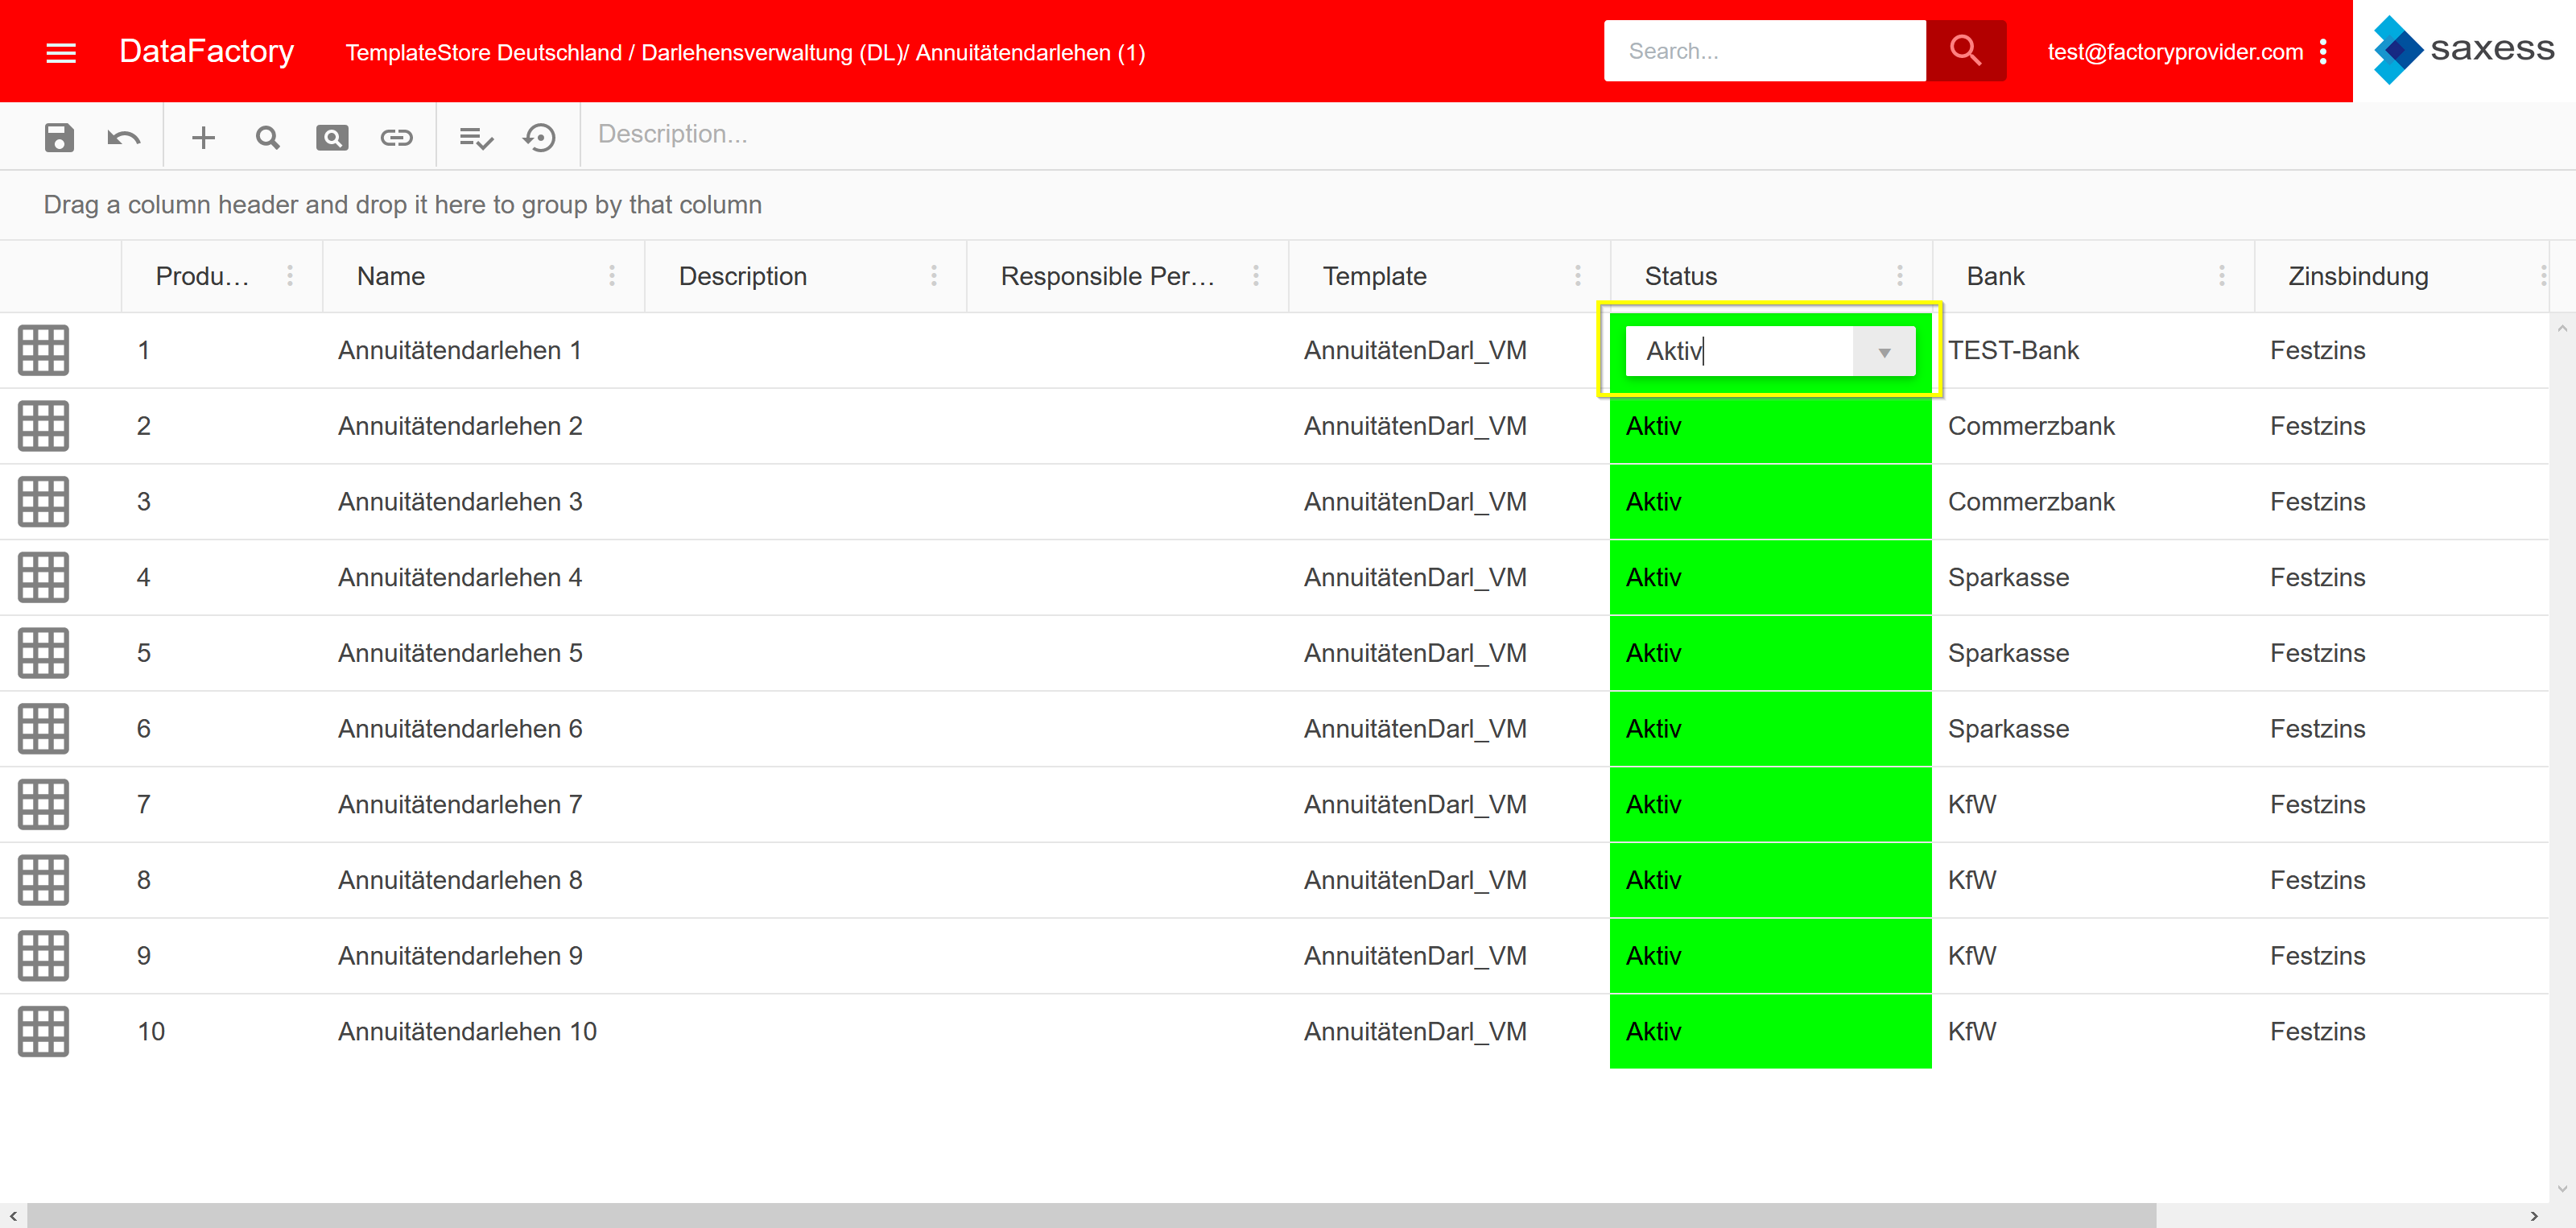 DataFactory TemplateStore Deutschland / Darlehensverwaltung (DL)/ Annuitätendarlehen (1) Search... test@factoryprovider.com saxess
Description...
Drag a column header and drop it here to group by that column
Produ... Name Description Responsible Per... Template Status Bank Zinsbindung
1 Annuitätendarlehen 1 AnnuitätenDarl_VM Aktiv TEST-Bank Festzins
2 Annuitätendarlehen 2 AnnuitätenDarl_VM Aktiv Commerzbank Festzins
3 Annuitätendarlehen 3 AnnuitätenDarl_VM Aktiv Commerzbank Festzins
4 Annuitätendarlehen 4 AnnuitätenDarl_VM Aktiv Sparkasse Festzins
5 Annuitätendarlehen 5 AnnuitätenDarl_VM Aktiv Sparkasse Festzins
6 Annuitätendarlehen 6 AnnuitätenDarl_VM Aktiv Sparkasse Festzins
7 Annuitätendarlehen 7 AnnuitätenDarl_VM Aktiv KfW Festzins
8 Annuitätendarlehen 8 AnnuitätenDarl_VM Aktiv KfW Festzins
9 Annuitätendarlehen 9 AnnuitätenDarl_VM Aktiv KfW Festzins
10 Annuitätendarlehen 10 AnnuitätenDarl_VM Aktiv KfW Festzins